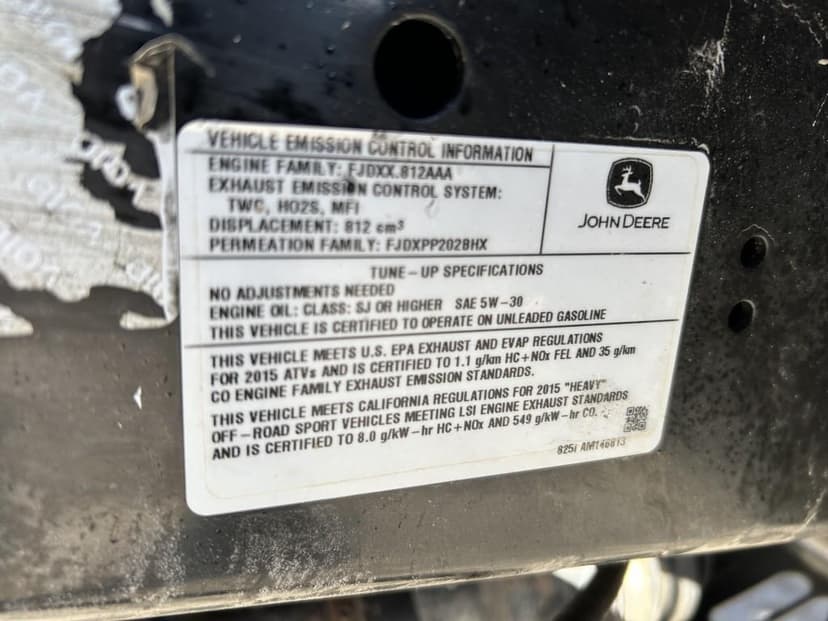 VEHICLE EMISSION CONTROL INFORMATION
ENGINE FAMILY: FJDXX.812AAA
EXHAUST EMISSION CONTROL SYSTEM:
TWC, HO2S, MFI
DISPLACEMENT: 812 cm³
PERMEATION FAMILY: FJDXPP202BHX
JOHN DEERE
TUNE-UP SPECIFICATIONS
NO ADJUSTMENTS NEEDED
ENGINE OIL: CLASS: SJ OR HIGHER SAE 5W-30
THIS VEHICLE IS CERTIFIED TO OPERATE ON UNLEADED GASOLINE
THIS VEHICLE MEETS U.S. EPA EXHAUST AND EVAP REGULATIONS
FOR 2015 ATVs AND IS CERTIFIED TO 1.1 g/km HC+NOx FEL AND 35 g/km
CO ENGINE FAMILY EXHAUST EMISSION STANDARDS.
THIS VEHICLE MEETS CALIFORNIA REGULATIONS FOR 2015 "HEAVY"
OFF-ROAD SPORT VEHICLES MEETING LSI ENGINE EXHAUST STANDARDS
AND IS CERTIFIED TO 8.0 g/kW-hr HC+NOx AND 549 g/kW-hr CO.
825i AM146813